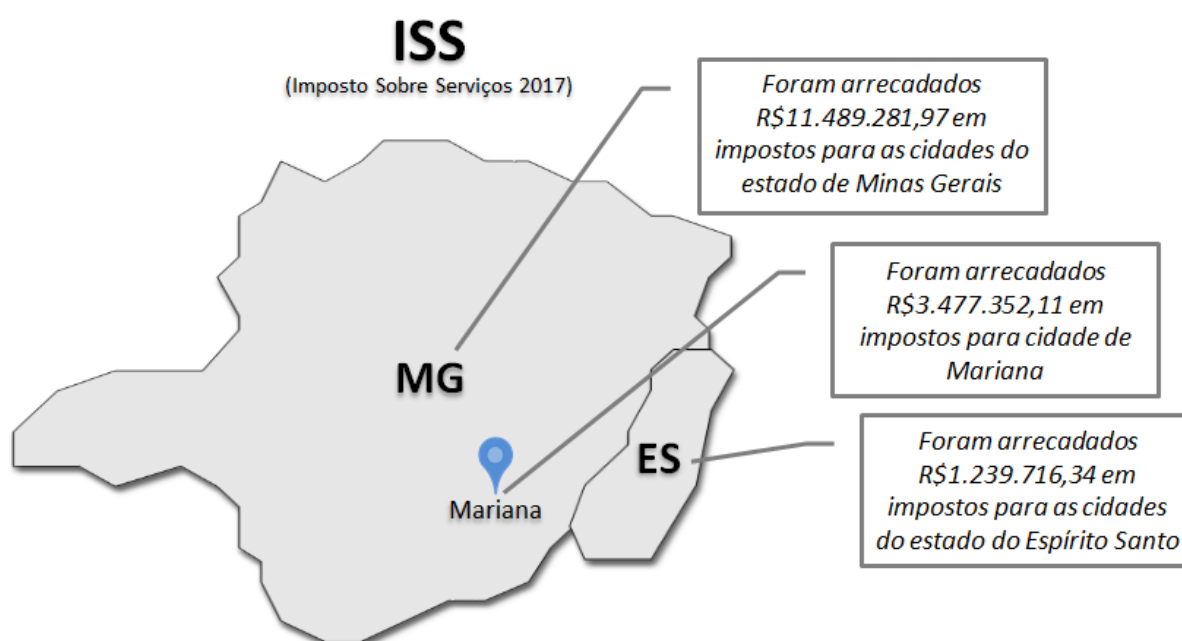 ISS
(Imposto Sobre Serviços 2017)
Foram arrecadados
R$11.489.281,97 em
impostos para as cidades do
estado de Minas Gerais
Foram arrecadados
R$3.477.352,11 em
impostos para cidade de
Mariana
MG
Foram arrecadados
R$1.239.716,34 em
impostos para as cidades
do estado do Espírito Santo
ES
Mariana